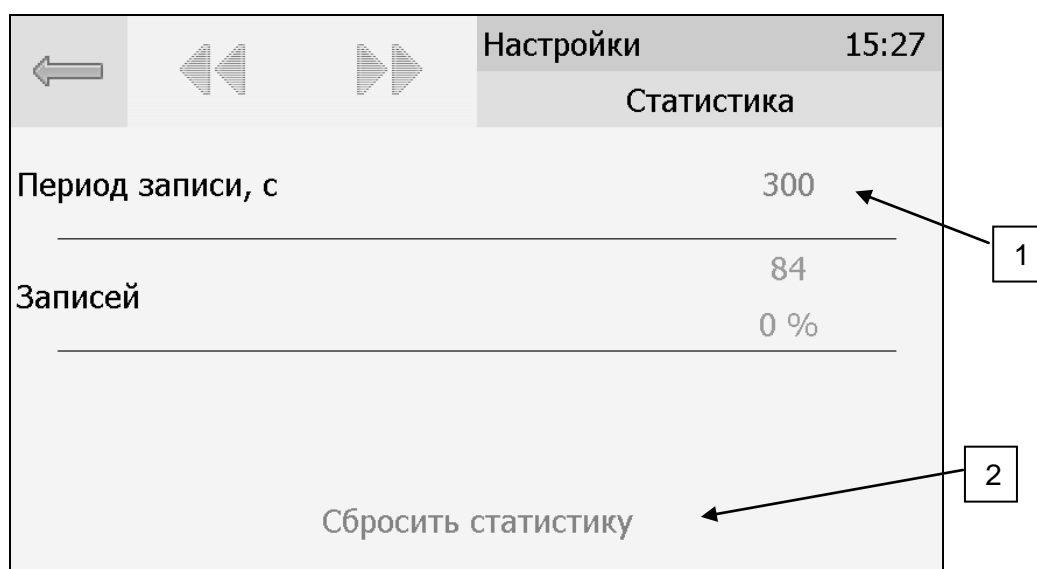 Настройки 15:27
Статистика
Период записи, с 300
1
84
Записей
0 %
2
Сбросить статистику